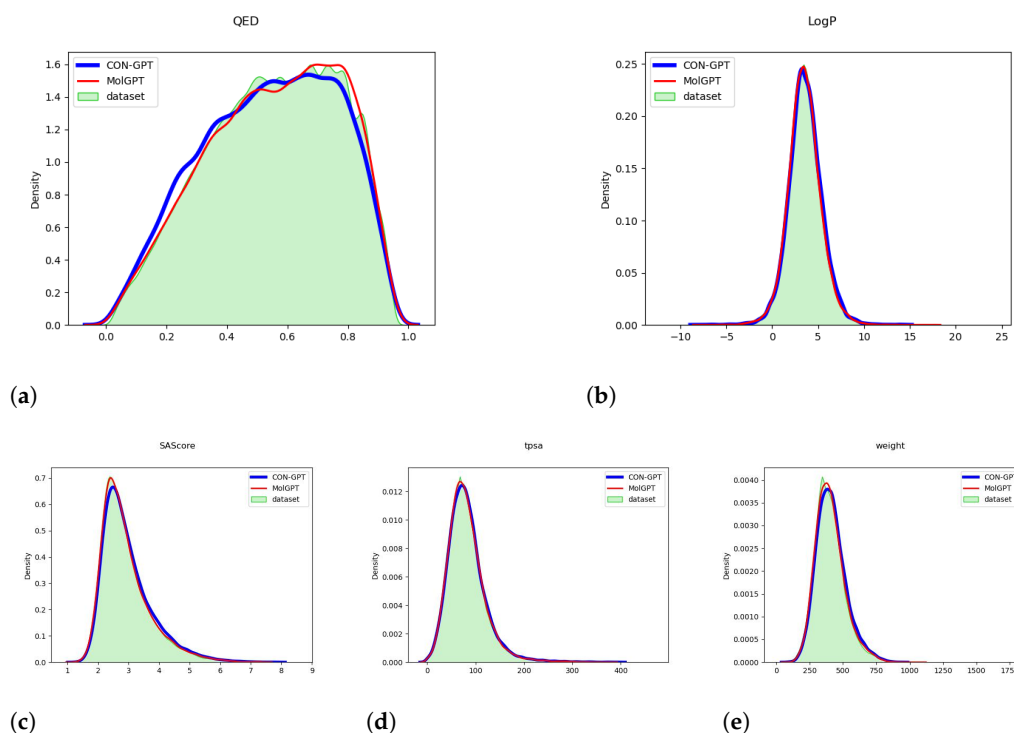 QED
CON-GPT
MolGPT
dataset
Density
1.6
1.4
1.2
1.0
0.8
0.6
0.4
0.2
0.0
0.0 0.2 0.4 0.6 0.8 1.0
(a)
LogP
CON-GPT
MolGPT
dataset
Density
0.25
0.20
0.15
0.10
0.05
0.00
−10 −5 0 5 10 15 20 25
(b)
SAScore
CON-GPT
MolGPT
dataset
Density
0.7
0.6
0.5
0.4
0.3
0.2
0.1
0.0
1 2 3 4 5 6 7 8 9
(c)
tpsa
CON-GPT
MolGPT
dataset
Density
0.012
0.010
0.008
0.006
0.004
0.002
0.000
0 100 200 300 400
(d)
weight
CON-GPT
MolGPT
dataset
Density
0.0040
0.0035
0.0030
0.0025
0.0020
0.0015
0.0010
0.0005
0.0000
0 250 500 750 1000 1250 1500
(e)